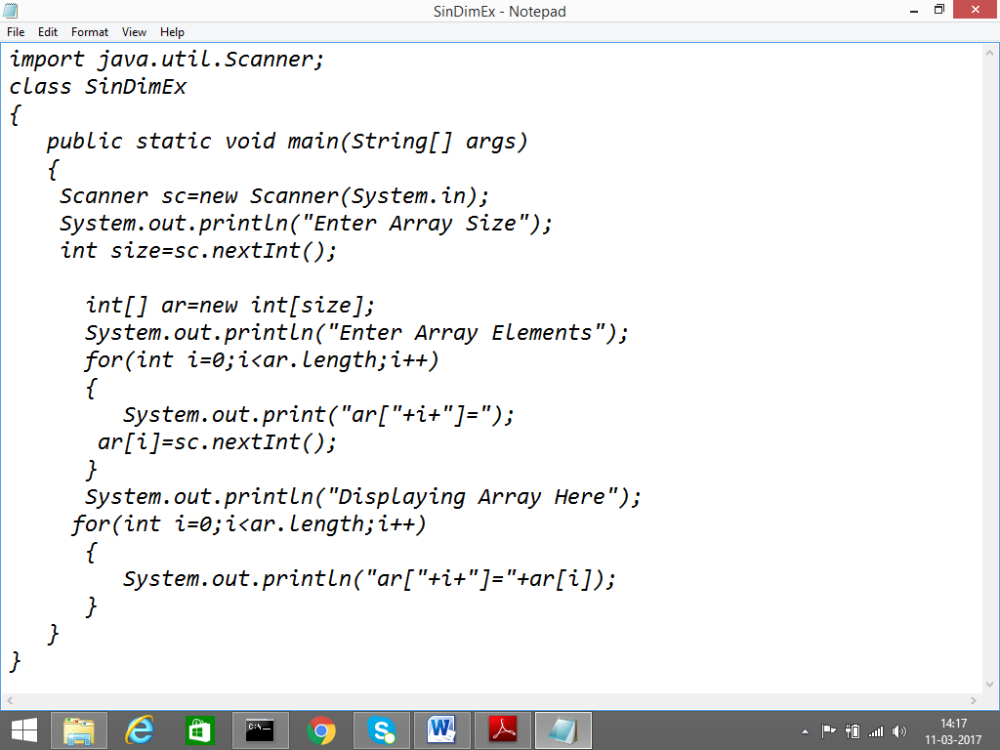 SinDimEx - Notepad
File Edit Format View Help
import java.util.Scanner;
class SinDimEx
{
public static void main(String[] args)
{
Scanner sc=new Scanner(System.in);
System.out.println("Enter Array Size");
int size=sc.nextInt();
int[] ar=new int[size];
System.out.println("Enter Array Elements");
for(int i=0;i<ar.length;i++)
{
System.out.print("ar["+i+"]=");
ar[i]=sc.nextInt();
}
System.out.println("Displaying Array Here");
for(int i=0;i<ar.length;i++)
{
System.out.println("ar["+i+"]="+ar[i]);
}
}
}
14:17
11-03-2017